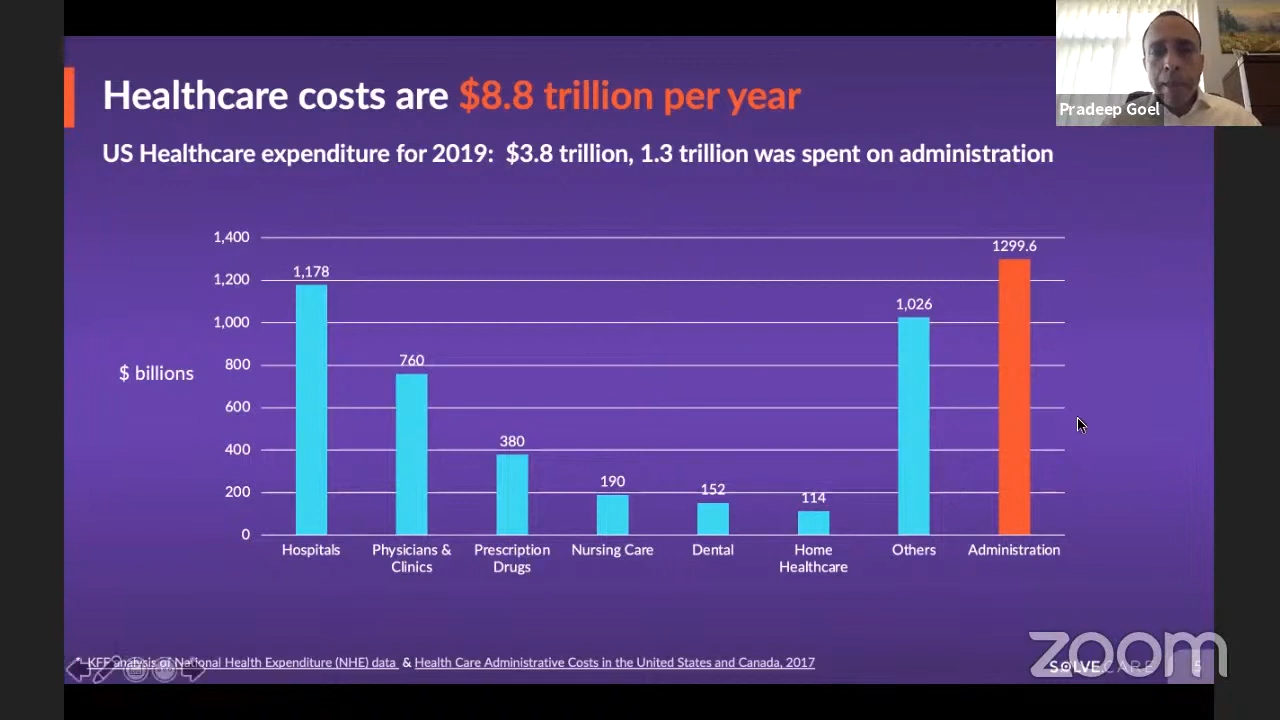 Healthcare costs are $8.8 trillion per year
US Healthcare expenditure for 2019: $3.8 trillion, 1.3 trillion was spent on administration
Pradeep Goel
$ billions
1,400
1,200
1,000
800
600
400
200
0
1,178
760
380
190
152
114
1,026
1299.6
Hospitals
Physicians &
Clinics
Prescription
Drugs
Nursing Care
Dental
Home
Healthcare
Others
Administration
* KFF analysis of National Health Expenditure (NHE) data & Health Care Administrative Costs in the United States and Canada, 2017
SOLVE.CARE
5
zoom